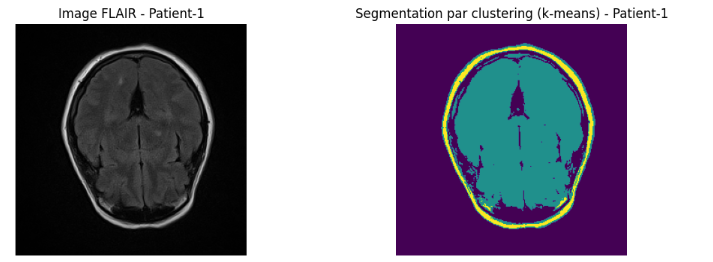 Image FLAIR - Patient-1
Segmentation par clustering (k-means) - Patient-1